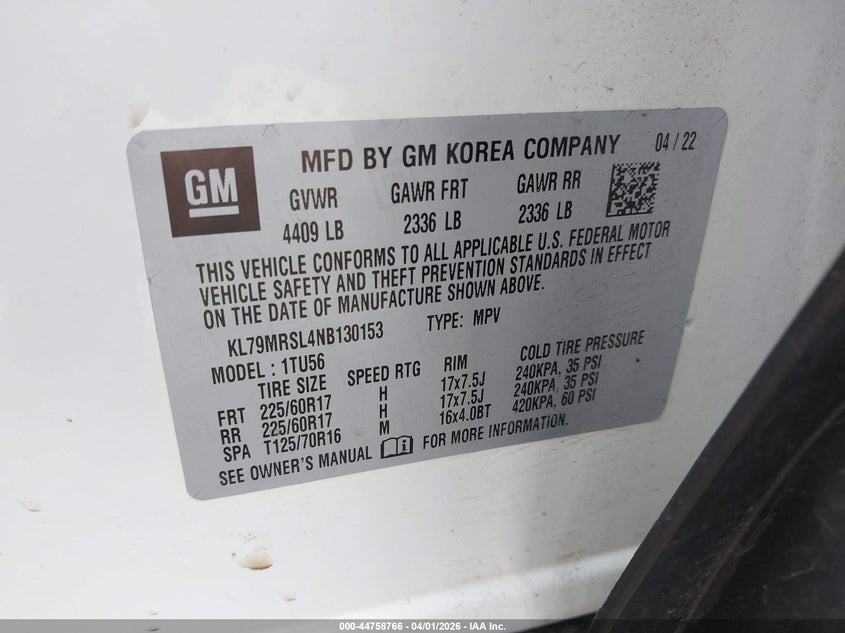 GM
MFD BY GM KOREA COMPANY 04 / 22
GVWR GAWR FRT GAWR RR
4409 LB 2336 LB 2336 LB
THIS VEHICLE CONFORMS TO ALL APPLICABLE U.S. FEDERAL MOTOR
VEHICLE SAFETY AND THEFT PREVENTION STANDARDS IN EFFECT
ON THE DATE OF MANUFACTURE SHOWN ABOVE.
KL79MRSL4NB130153 TYPE: MPV
MODEL : 1TU56
TIRE SIZE SPEED RTG RIM COLD TIRE PRESSURE
FRT 225/60R17 H 17x7.5J 240KPA, 35 PSI
RR 225/60R17 H 17x7.5J 240KPA, 35 PSI
SPA T125/70R16 M 16x4.0BT 420KPA, 60 PSI
SEE OWNER'S MANUAL FOR MORE INFORMATION.
000-44758766 - 04/01/2026 - IAA Inc.